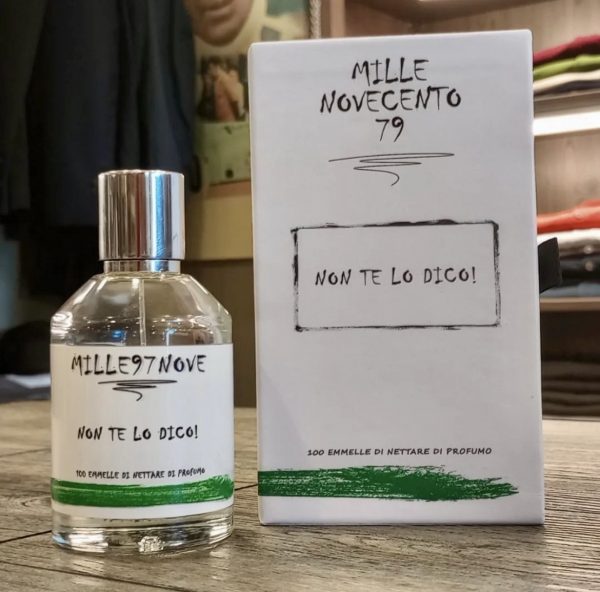 MILLE
NOVECENTO
79
NON TE LO DICO!
100 EMMELLE DI NETTARE DI PROFUMO
MILLE97NOVE
NON TE LO DICO!
100 EMMELLE DI NETTARE DI PROFUMO